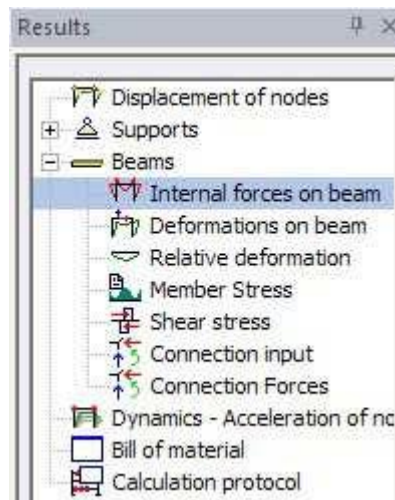 Results
Displacement of nodes
Supports
Beams
Internal forces on beam
Deformations on beam
Relative deformation
Member Stress
Shear stress
Connection input
Connection Forces
Dynamics - Acceleration of no
Bill of material
Calculation protocol